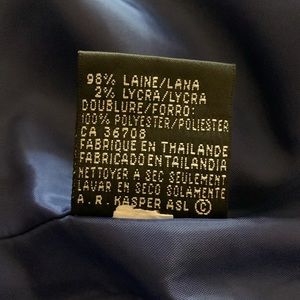 98% LAINE/LANA
2% LYCRA/LYCRA
DOUBLURE/FORRO:
100% POLYESTER/POLIESTER
CA 36708
FABRIQUE EN THAILANDE
FABRICADO EN TAILANDIA
NETTOYER A SEC SEULEMENT
LAVAR EN SECO SOLAMENTE
A. R. KASPER ASL ©